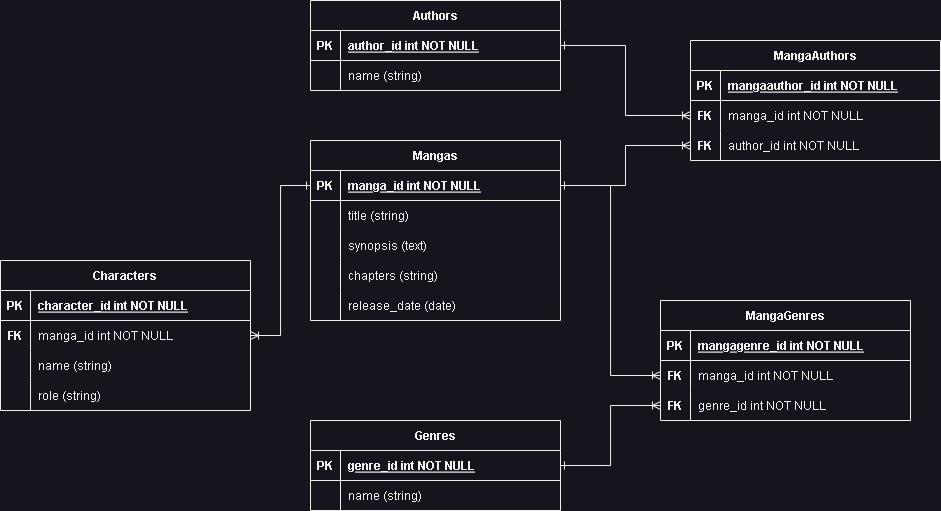 Authors
PK author_id int NOT NULL
name (string)
MangaAuthors
PK mangaauthor_id int NOT NULL
FK manga_id int NOT NULL
FK author_id int NOT NULL
Mangas
PK manga_id int NOT NULL
title (string)
synopsis (text)
chapters (string)
release_date (date)
Characters
PK character_id int NOT NULL
FK manga_id int NOT NULL
name (string)
role (string)
MangaGenres
PK mangagenre_id int NOT NULL
FK manga_id int NOT NULL
FK genre_id int NOT NULL
Genres
PK genre_id int NOT NULL
name (string)